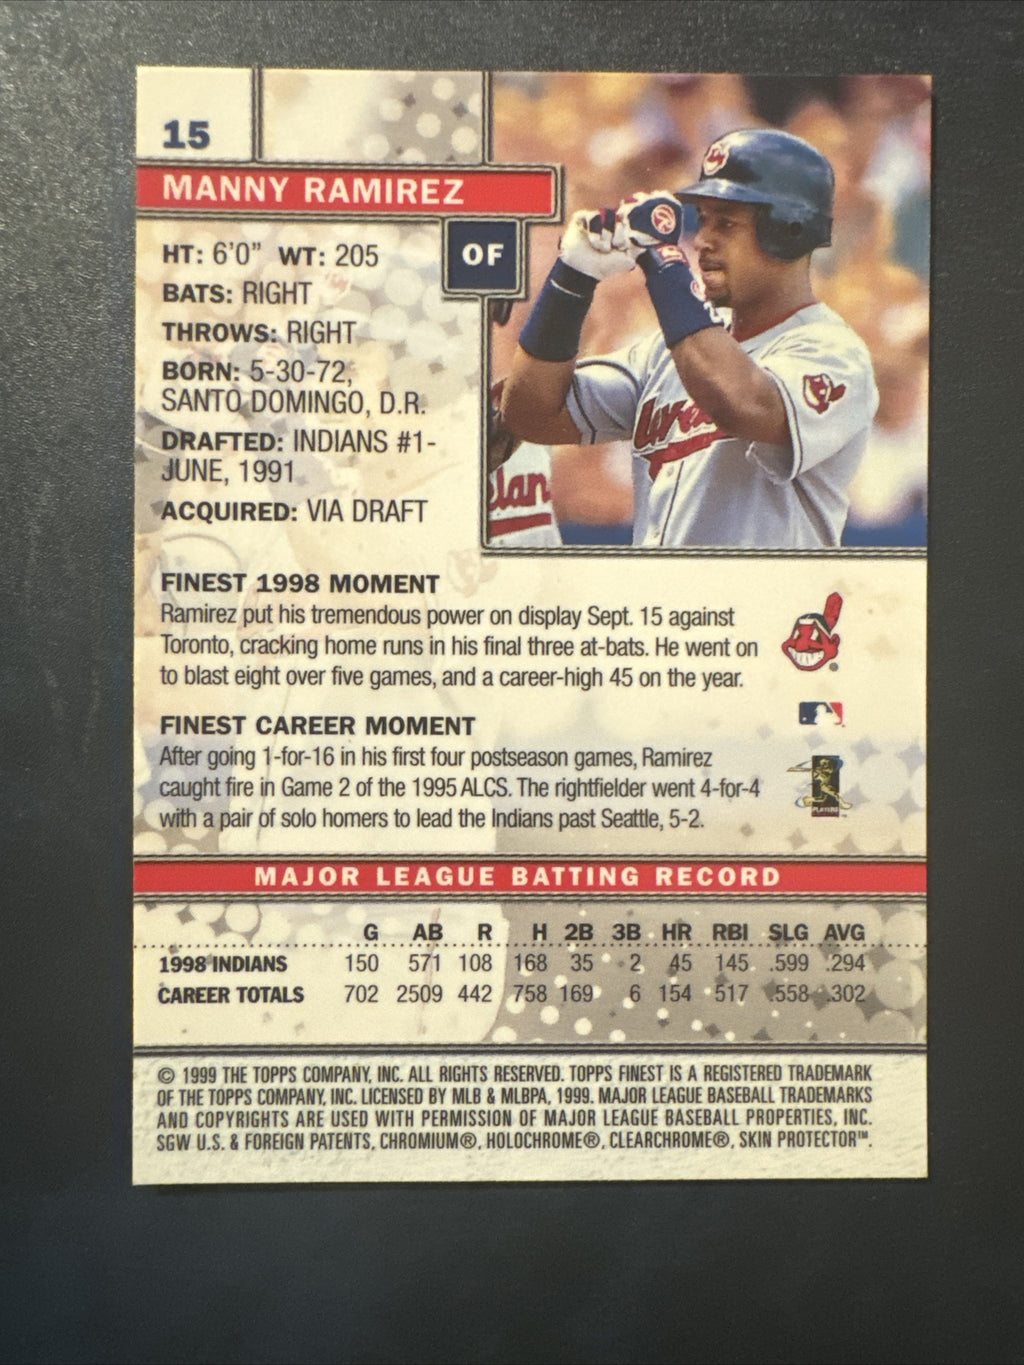 15
MANNY RAMIREZ
OF
HT: 6'0" WT: 205
BATS: RIGHT
THROWS: RIGHT
BORN: 5-30-72,
SANTO DOMINGO, D.R.
DRAFTED: INDIANS #1-
JUNE, 1991
ACQUIRED: VIA DRAFT
FINEST 1998 MOMENT
Ramirez put his tremendous power on display Sept. 15 against
Toronto, cracking home runs in his final three at-bats. He went on
to blast eight over five games, and a career-high 45 on the year.
FINEST CAREER MOMENT
After going 1-for-16 in his first four postseason games, Ramirez
caught fire in Game 2 of the 1995 ALCS. The rightfielder went 4-for-4
with a pair of solo homers to lead the Indians past Seattle, 5-2.
PLAYERS
MAJOR LEAGUE BATTING RECORD
G AB R H 2B 3B HR RBI SLG AVG
1998 INDIANS 150 571 108 168 35 2 45 145 .599 .294
CAREER TOTALS 702 2509 442 758 169 6 154 517 .558 .302
© 1999 THE TOPPS COMPANY, INC. ALL RIGHTS RESERVED. TOPPS FINEST IS A REGISTERED TRADEMARK
OF THE TOPPS COMPANY, INC. LICENSED BY MLB & MLBPA, 1999. MAJOR LEAGUE BASEBALL TRADEMARKS
AND COPYRIGHTS ARE USED WITH PERMISSION OF MAJOR LEAGUE BASEBALL PROPERTIES, INC.
SGW U.S. & FOREIGN PATENTS, CHROMIUM®, HOLOCHROME®, CLEARCHROME®, SKIN PROTECTOR™.